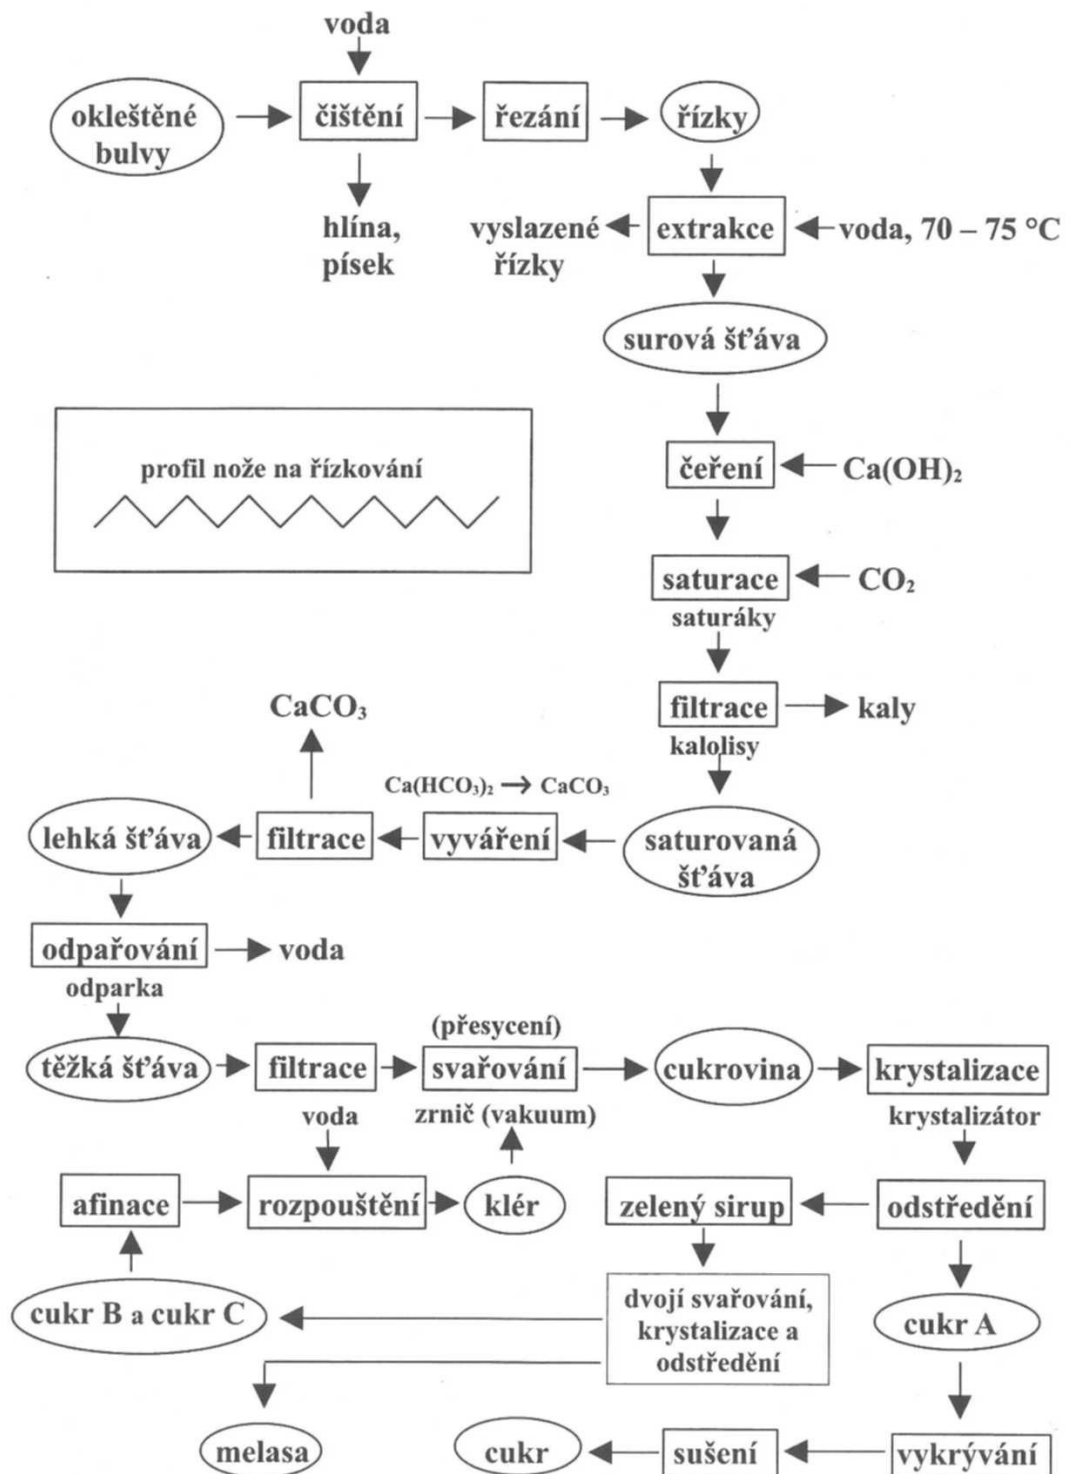 voda
okleštěné
bulvy
čištění
řezání
řízky
hlína,
písek
vyslazené
řízky
extrakce
voda, 70 – 75 °C
surová šťáva
profil nože na řízkování
čeření
Ca(OH)₂
saturace
CO₂
saturáky
filtrace
kaly
kalolisy
CaCO₃
Ca(HCO₃)₂ → CaCO₃
lehká šťáva
filtrace
vyváření
saturovaná
šťáva
odpařování
voda
odparka
těžká šťáva
filtrace
(přesycení)
svařování
zrnič (vakuum)
cukrovina
krystalizace
krystalizátor
voda
afinace
rozpouštění
klér
zelený sirup
odstředění
cukr B a cukr C
dvojí svařování,
krystalizace a
odstředění
cukr A
melasa
cukr
sušení
vykrývání